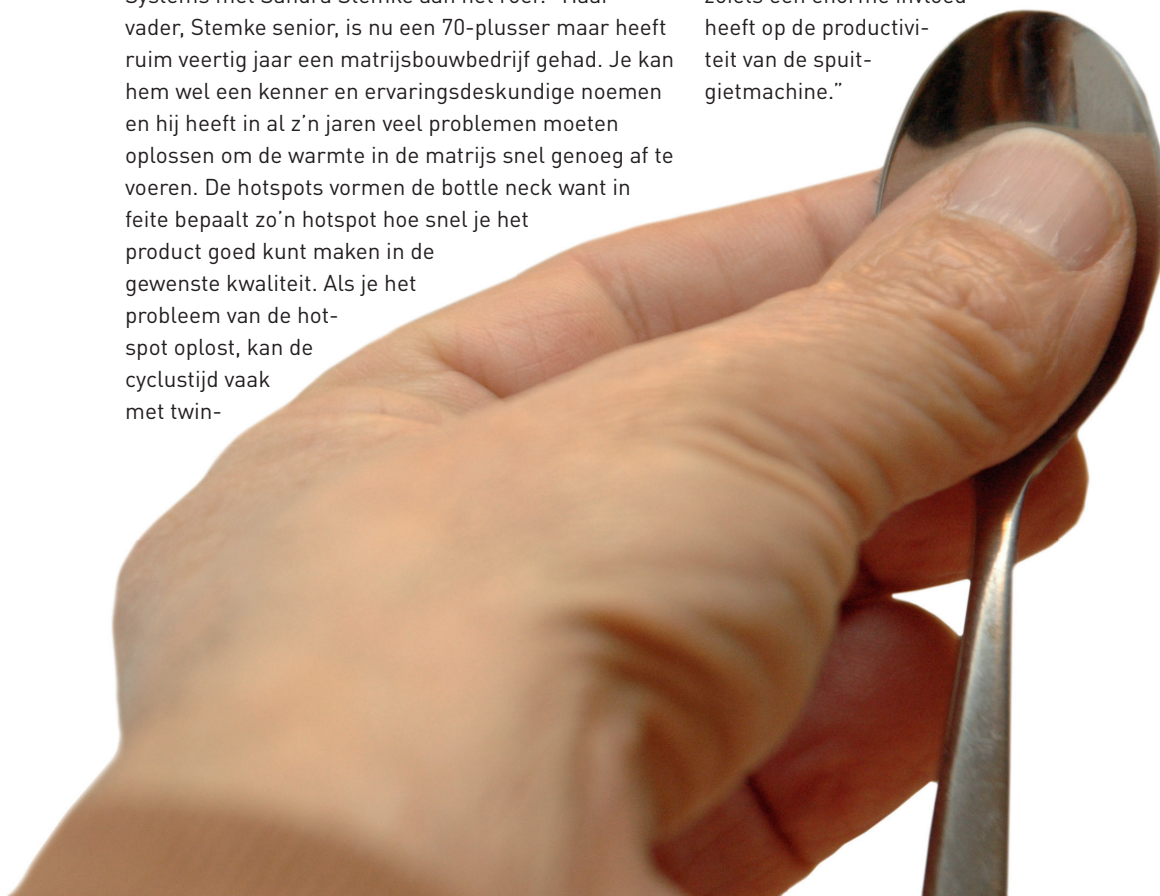 vader, Stemke senior, is nu een 70-plusser maar heeft
ruim veertig jaar een matrijsbouwbedrijf gehad. Je kan
hem wel een kenner en ervaringsdeskundige noemen
en hij heeft in al z’n jaren veel problemen moeten
oplossen om de warmte in de matrijs snel genoeg af te
voeren. De hotspots vormen de bottle neck want in
feite bepaalt zo’n hotspot hoe snel je het
product goed kunt maken in de
gewenste kwaliteit. Als je het
probleem van de hot-
spot oplost, kan de
cyclustijd vaak
met twin-
heeft op de productivi-
teit van de spuit-
gietmachine.”